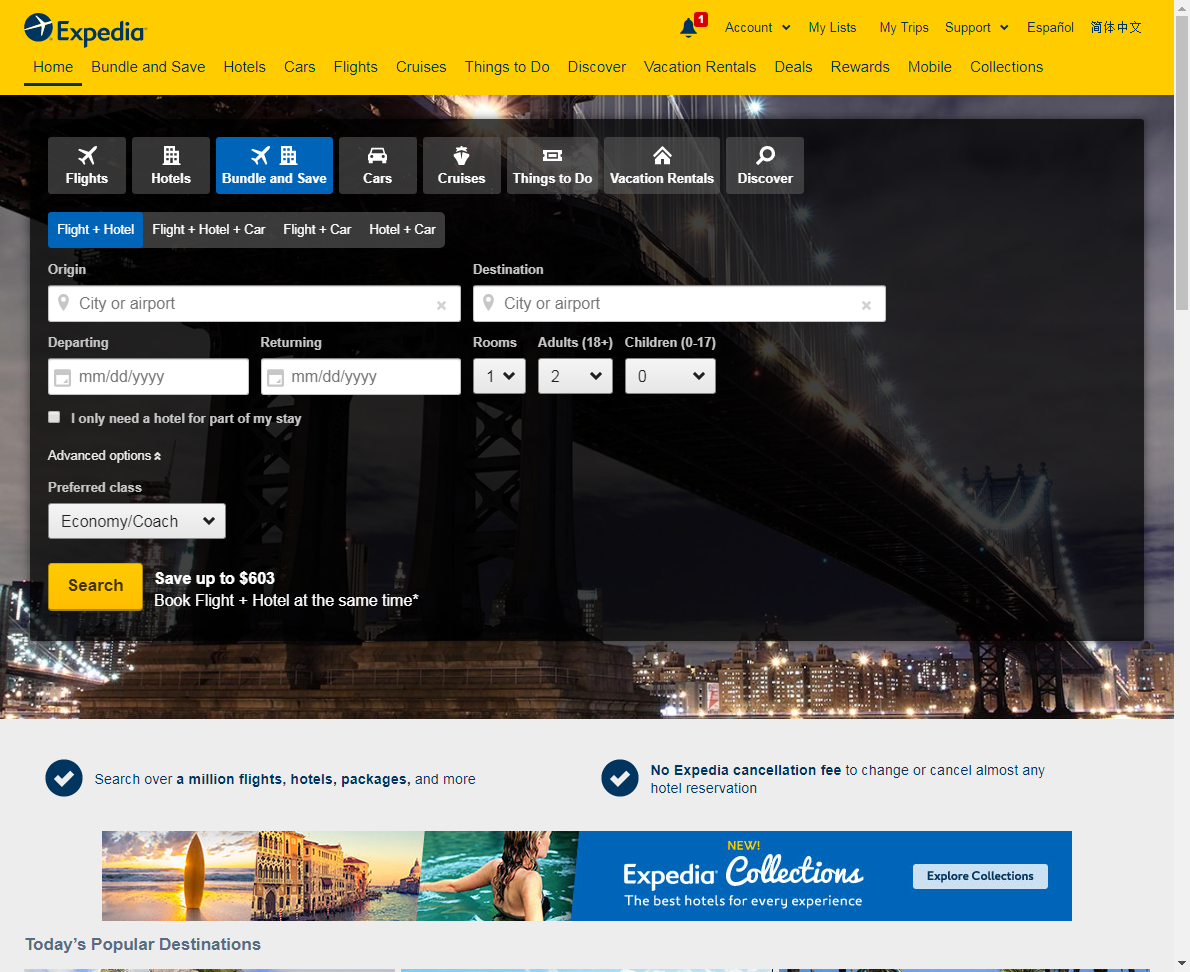 Expedia
1
Account
My Lists
My Trips
Support
Español
简体中文
Home
Bundle and Save
Hotels
Cars
Flights
Cruises
Things to Do
Discover
Vacation Rentals
Deals
Rewards
Mobile
Collections
Flights
Hotels
Bundle and Save
Cars
Cruises
Things to Do
Vacation Rentals
Discover
Flight + Hotel
Flight + Hotel + Car
Flight + Car
Hotel + Car
Origin
Destination
City or airport
City or airport
Departing
Returning
Rooms
Adults (18+)
Children (0-17)
mm/dd/yyyy
mm/dd/yyyy
1
2
0
I only need a hotel for part of my stay
Advanced options
Preferred class
Economy/Coach
Search
Save up to $603
Book Flight + Hotel at the same time*
Search over a million flights, hotels, packages, and more
No Expedia cancellation fee to change or cancel almost any
hotel reservation
NEW!
Expedia Collections
The best hotels for every experience
Explore Collections
Today’s Popular Destinations